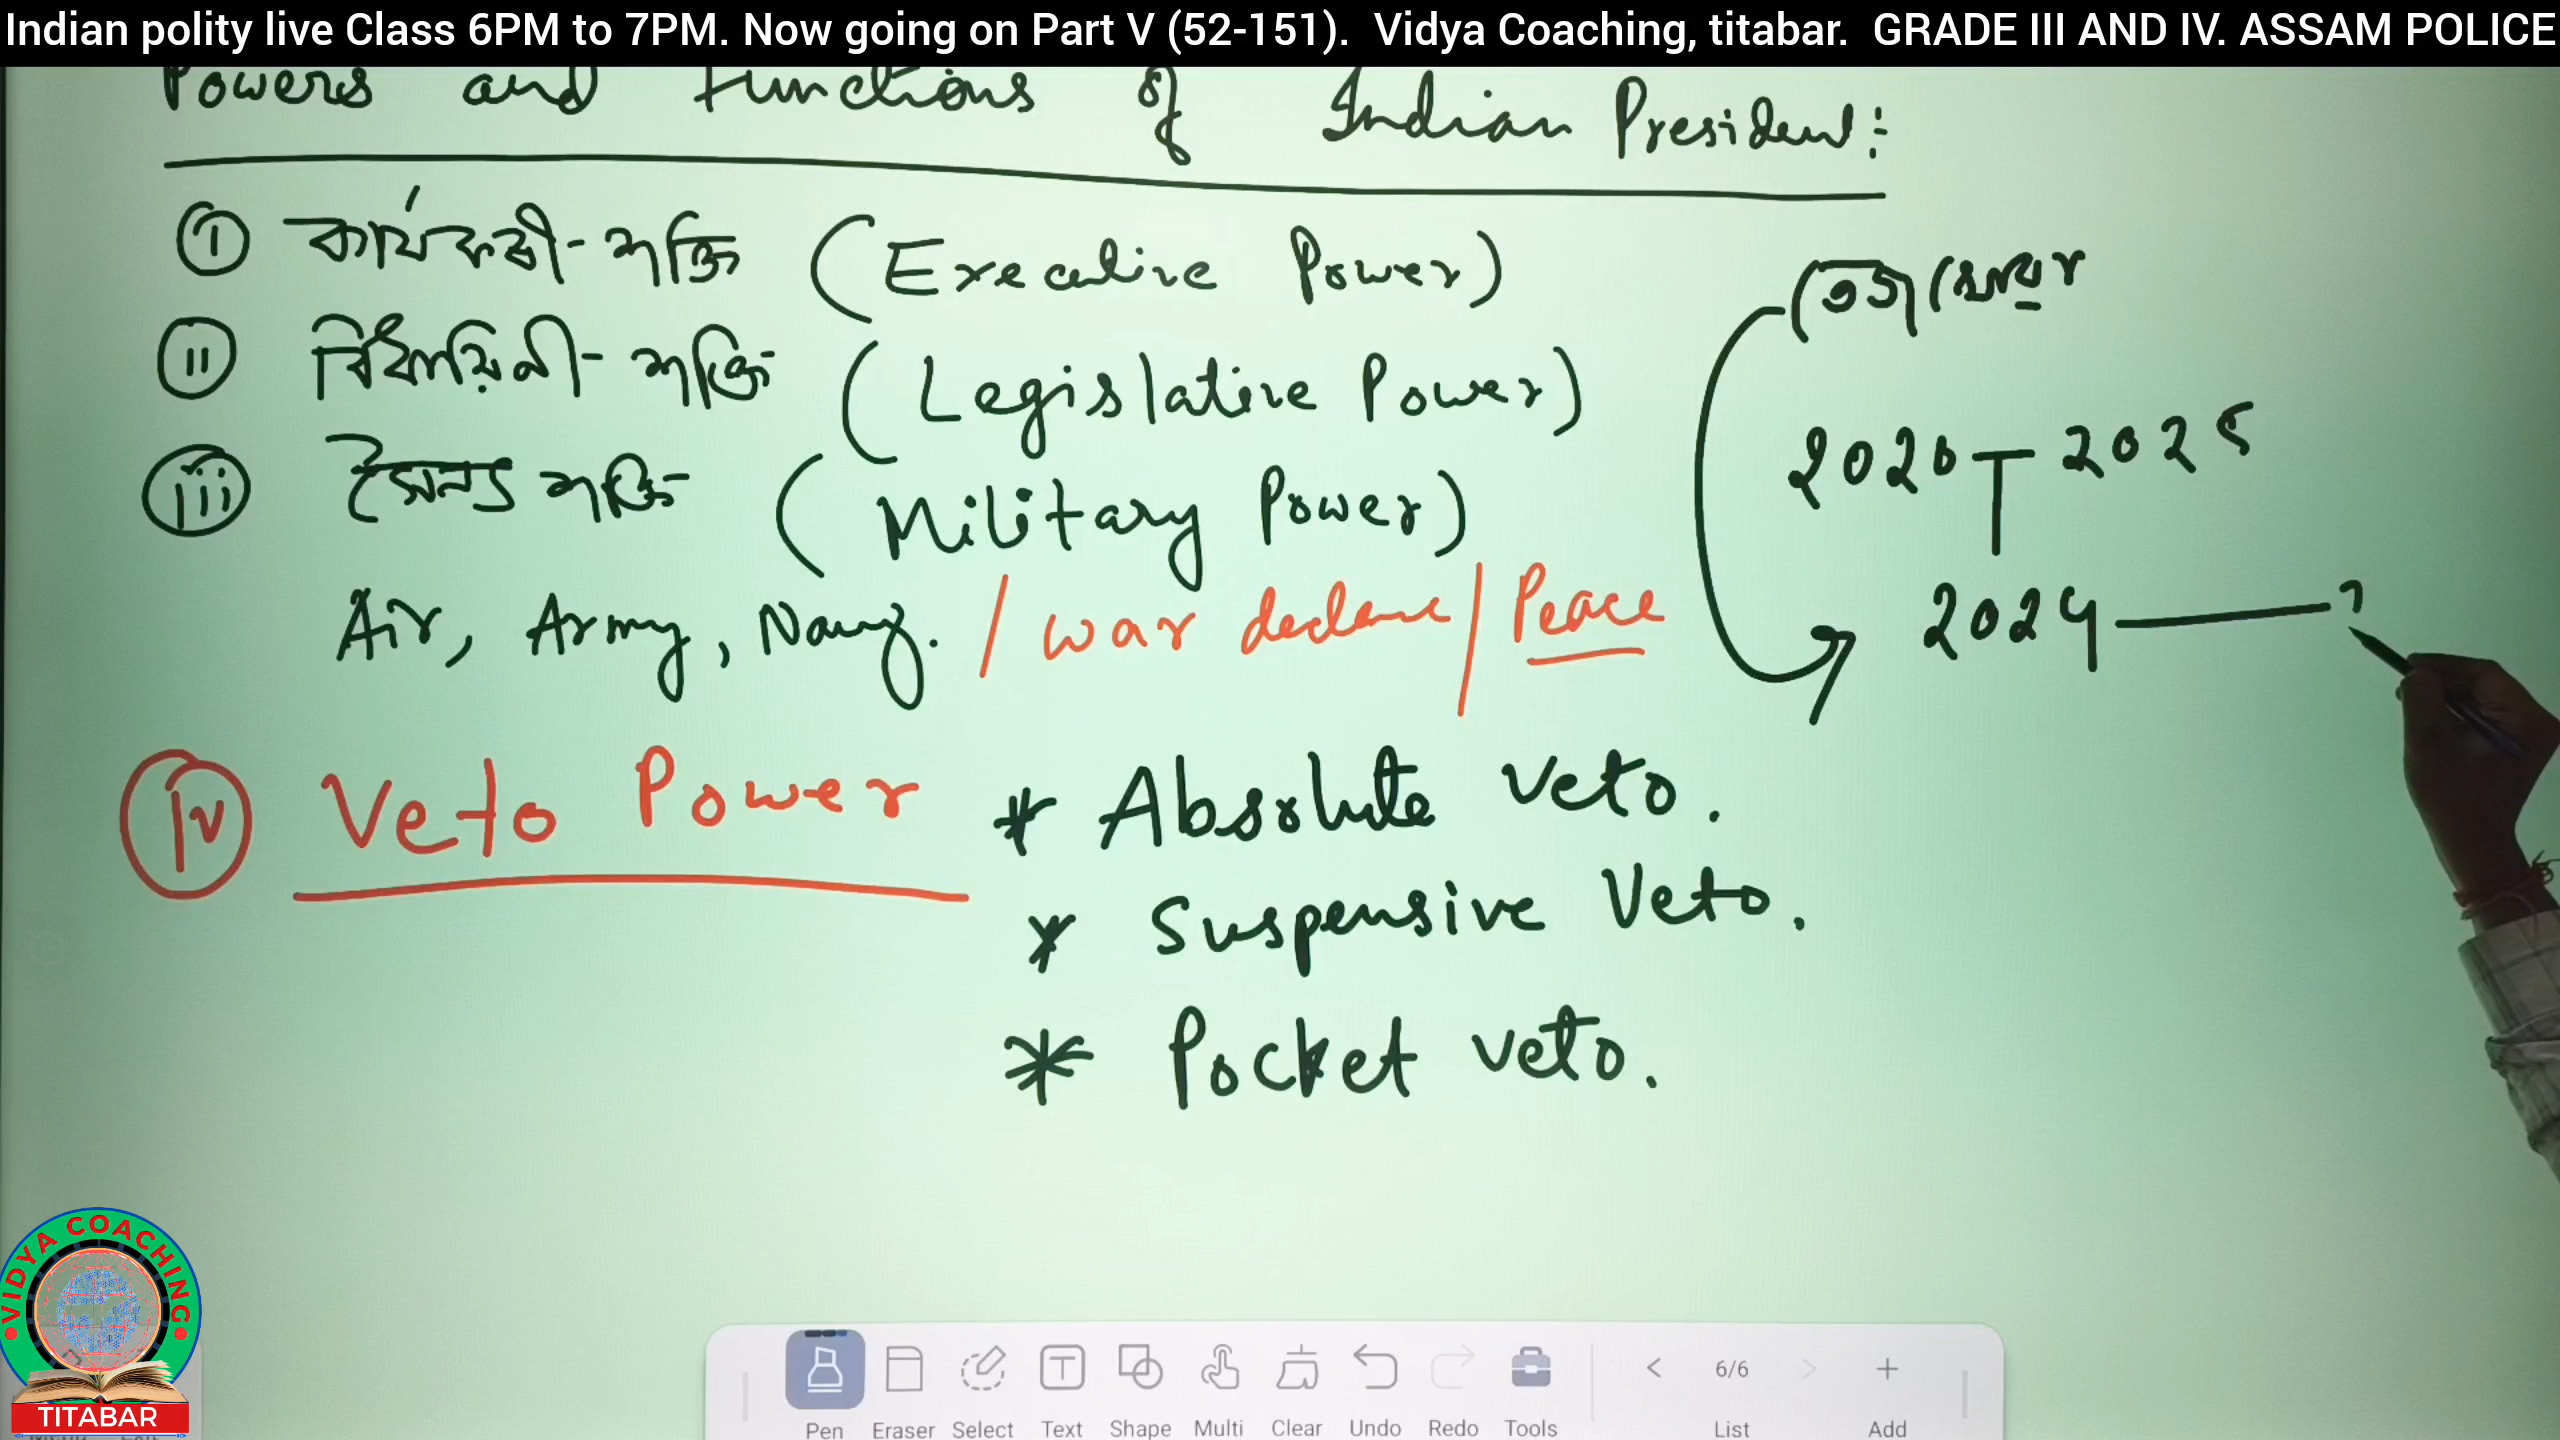 Indian polity live Class 6PM to 7PM. Now going on Part V (52-151). Vidya Coaching, titabar. GRADE III AND IV. ASSAM POLICE
Powers and Functions of Indian President:
i কাৰ্যকৰী-শক্তি (Executive Power)
ii বিধায়িনী-শক্তি (Legislative Power)
iii সৈন্য শক্তি (Military Power)
Air, Army, Navy. / war declare / Peace
iv Veto Power
* Absolute Veto.
* Suspensive Veto.
* Pocket Veto.
2020 2025
2024 ?
VIDYA COACHING
TITABAR
Pen Eraser Select Text Shape Multi Clear Undo Redo Tools
6/6
List Add